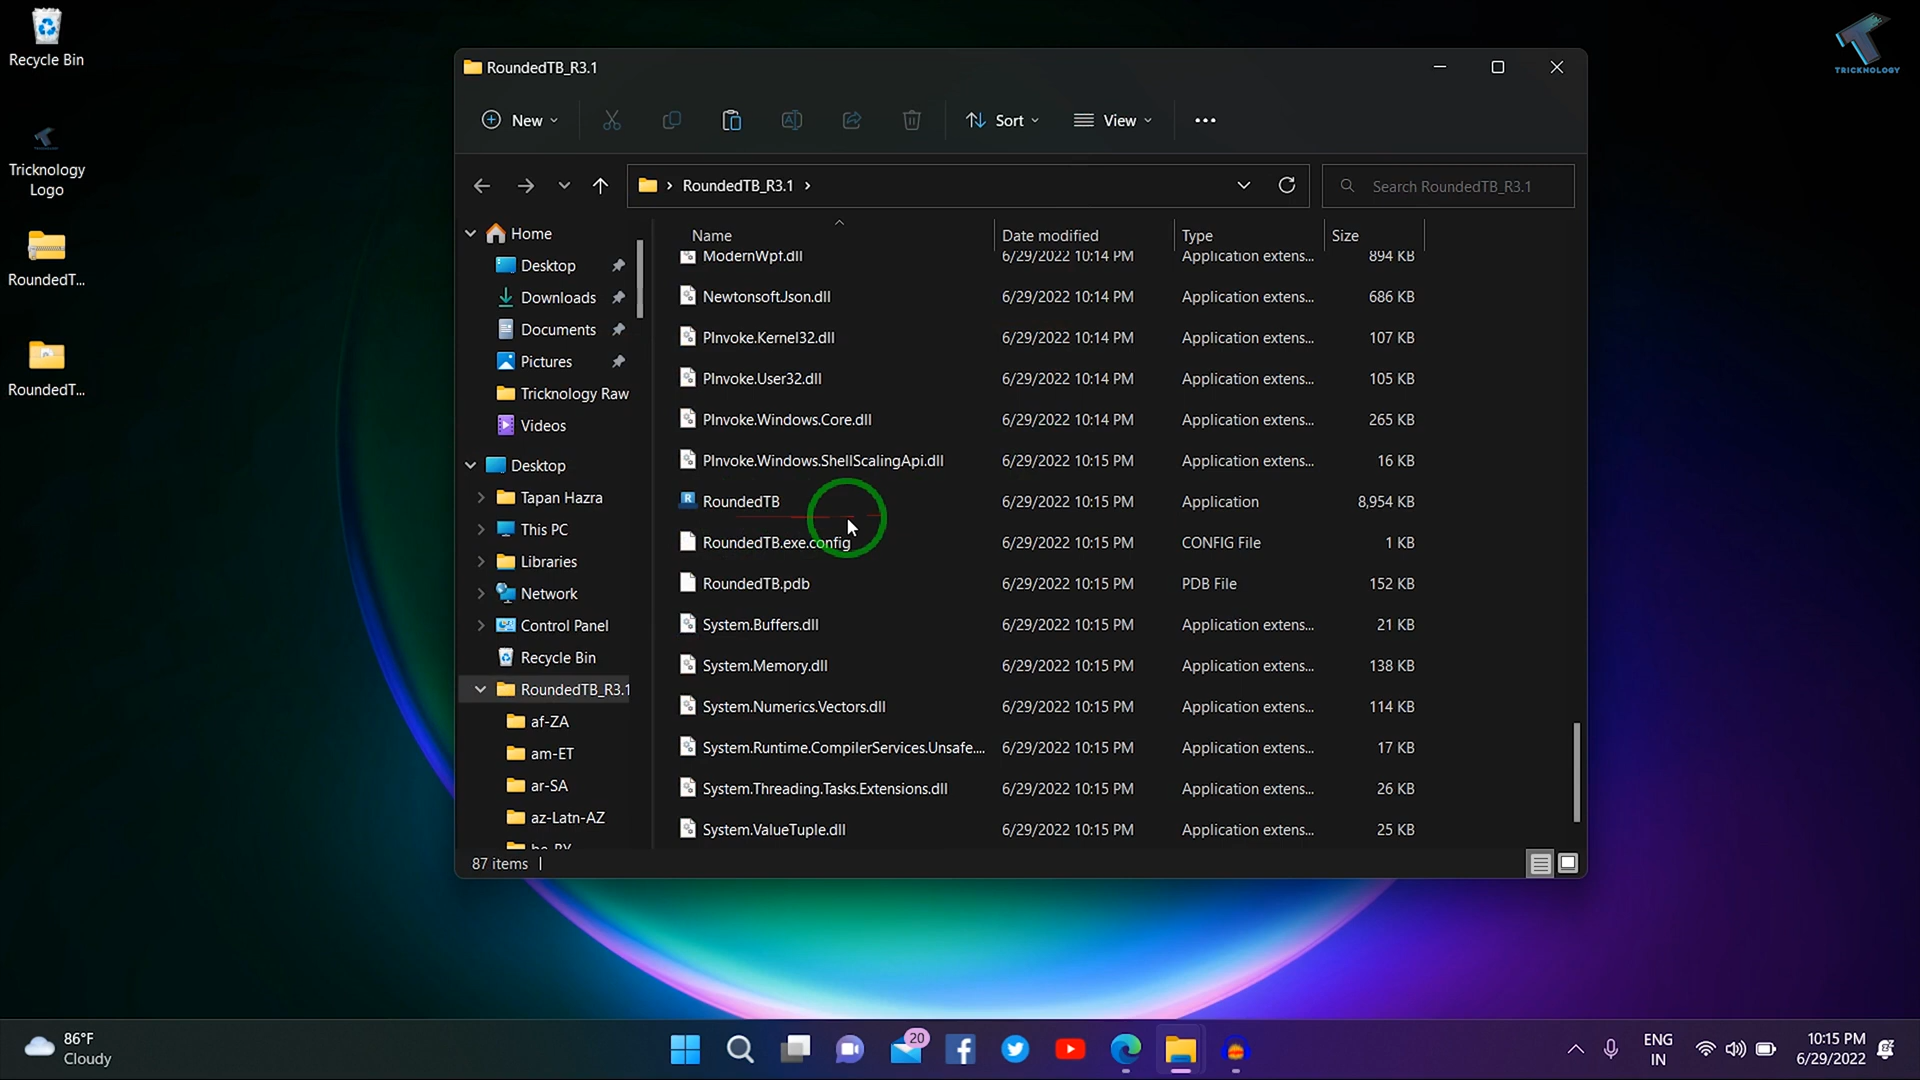 Recycle Bin
Tricknology
Logo
RoundedT...
RoundedT...
TRICKNOLOGY
RoundedTB_R3.1
New
Sort
View
RoundedTB_R3.1
Search RoundedTB_R3.1
Home
Desktop
Downloads
Documents
Pictures
Tricknology Raw
Videos
Desktop
Tapan Hazra
This PC
Libraries
Network
Control Panel
Recycle Bin
RoundedTB_R3.1
af-ZA
am-ET
ar-SA
az-Latn-AZ
be-BY
Name Date modified Type Size
ModernWpf.dll 6/29/2022 10:14 PM Application extens... 894 KB
Newtonsoft.Json.dll 6/29/2022 10:14 PM Application extens... 686 KB
PInvoke.Kernel32.dll 6/29/2022 10:14 PM Application extens... 107 KB
PInvoke.User32.dll 6/29/2022 10:14 PM Application extens... 105 KB
PInvoke.Windows.Core.dll 6/29/2022 10:14 PM Application extens... 265 KB
PInvoke.Windows.ShellScalingApi.dll 6/29/2022 10:15 PM Application extens... 16 KB
RoundedTB 6/29/2022 10:15 PM Application 8,954 KB
RoundedTB.exe.config 6/29/2022 10:15 PM CONFIG File 1 KB
RoundedTB.pdb 6/29/2022 10:15 PM PDB File 152 KB
System.Buffers.dll 6/29/2022 10:15 PM Application extens... 21 KB
System.Memory.dll 6/29/2022 10:15 PM Application extens... 138 KB
System.Numerics.Vectors.dll 6/29/2022 10:15 PM Application extens... 114 KB
System.Runtime.CompilerServices.Unsafe.... 6/29/2022 10:15 PM Application extens... 17 KB
System.Threading.Tasks.Extensions.dll 6/29/2022 10:15 PM Application extens... 26 KB
System.ValueTuple.dll 6/29/2022 10:15 PM Application extens... 25 KB
87 items
86°F
Cloudy
20
ENG
IN
10:15 PM
6/29/2022